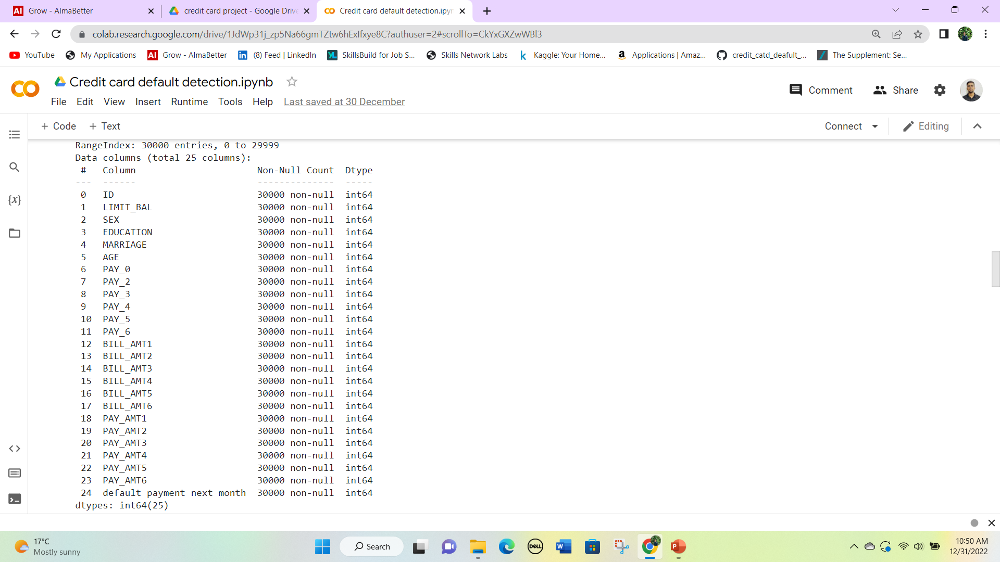 Grow - AlmaBetter
credit card project - Google Drive
Credit card default detection.ipyn
colab.research.google.com/drive/1JdWp31j_zp5Na66gmTZtw6hExIfxye8C?authuser=2#scrollTo=CkYxGXZwWBl3
YouTube My Applications Grow - AlmaBetter (8) Feed | LinkedIn SkillsBuild for Job S... Skills Network Labs Kaggle: Your Home... Applications | Amaz... credit_catd_deafult_... The Supplement: Se...
Credit card default detection.ipynb
File Edit View Insert Runtime Tools Help Last saved at 30 December
Comment Share
+ Code + Text Connect Editing
RangeIndex: 30000 entries, 0 to 29999
Data columns (total 25 columns):
# Column Non-Null Count Dtype
--- ------ -------------- -----
0 ID 30000 non-null int64
1 LIMIT_BAL 30000 non-null int64
2 SEX 30000 non-null int64
3 EDUCATION 30000 non-null int64
4 MARRIAGE 30000 non-null int64
5 AGE 30000 non-null int64
6 PAY_0 30000 non-null int64
7 PAY_2 30000 non-null int64
8 PAY_3 30000 non-null int64
9 PAY_4 30000 non-null int64
10 PAY_5 30000 non-null int64
11 PAY_6 30000 non-null int64
12 BILL_AMT1 30000 non-null int64
13 BILL_AMT2 30000 non-null int64
14 BILL_AMT3 30000 non-null int64
15 BILL_AMT4 30000 non-null int64
16 BILL_AMT5 30000 non-null int64
17 BILL_AMT6 30000 non-null int64
18 PAY_AMT1 30000 non-null int64
19 PAY_AMT2 30000 non-null int64
20 PAY_AMT3 30000 non-null int64
21 PAY_AMT4 30000 non-null int64
22 PAY_AMT5 30000 non-null int64
23 PAY_AMT6 30000 non-null int64
24 default payment next month 30000 non-null int64
dtypes: int64(25)
17°C
Mostly sunny
Search
10:50 AM
12/31/2022